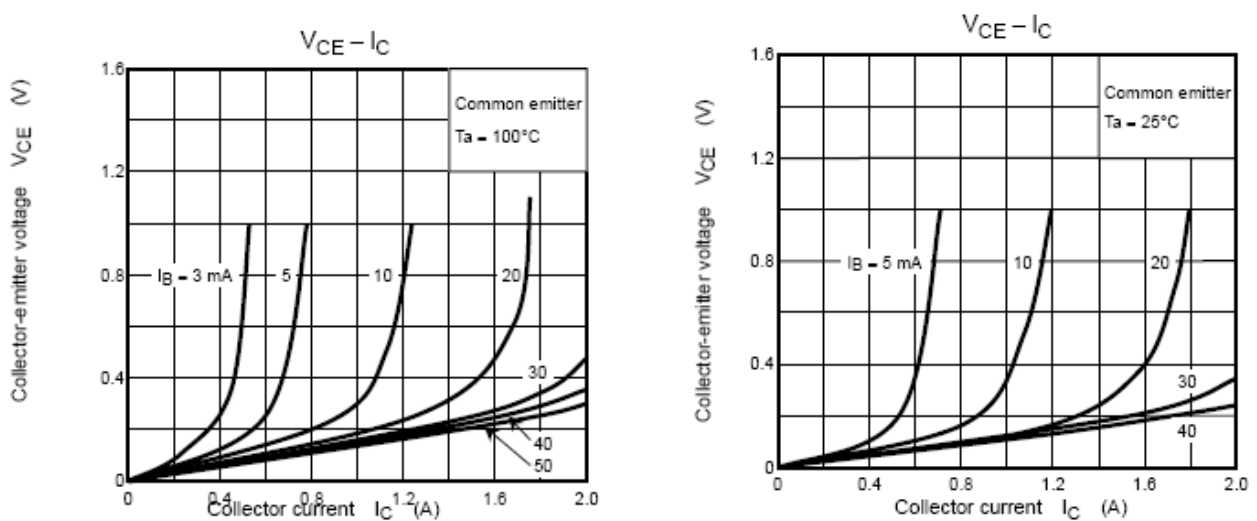 VCE – IC
1.6
1.2
0.8
0.4
0
Collector-emitter voltage VCE (V)
Common emitter
Ta = 100°C
IB = 3 mA
5
10
20
30
40
50
0
0.4
0.8
1.2
1.6
2.0
Collector current IC (A)
VCE – IC
1.6
1.2
0.8
0.4
0
Collector-emitter voltage VCE (V)
Common emitter
Ta = 25°C
IB = 5 mA
10
20
30
40
0
0.4
0.8
1.2
1.6
2.0
Collector current IC (A)